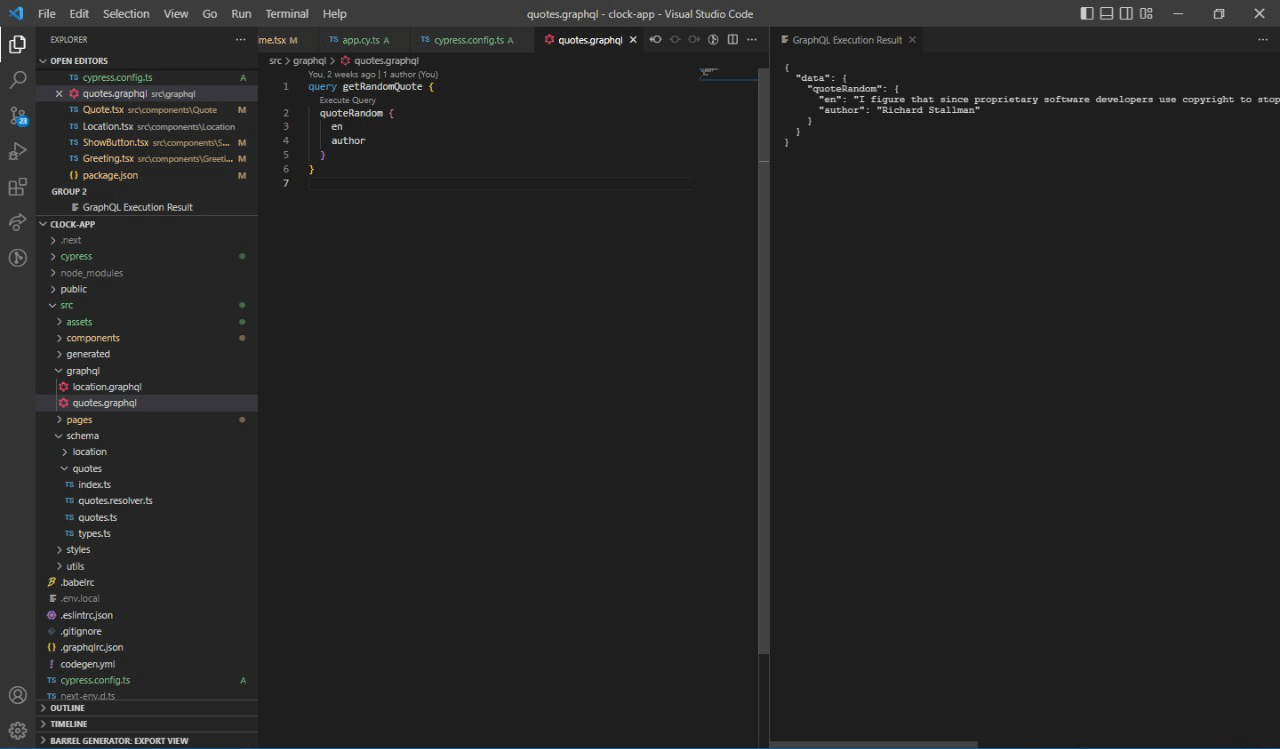 File Edit Selection View Go Run Terminal Help
quotes.graphql - clock-app - Visual Studio Code
EXPLORER
OPEN EDITORS
TS cypress.config.ts A
quotes.graphql src\graphql
TS Quote.tsx src\components\Quote M
TS Location.tsx src\components\Location
TS ShowButton.tsx src\components\S... M
TS Greeting.tsx src\components\Greeti... M
{} package.json M
GROUP 2
GraphQL Execution Result
23
CLOCK-APP
.next
cypress
node_modules
public
src
assets
components
generated
graphql
location.graphql
quotes.graphql
pages
schema
location
quotes
TS index.ts
TS quotes.resolver.ts
TS quotes.ts
TS types.ts
styles
utils
.babelrc
.env.local
.eslintrc.json
.gitignore
{} .graphqlrc.json
! codegen.yml
TS cypress.config.ts A
TS next-env.d.ts
OUTLINE
TIMELINE
BARREL GENERATOR: EXPORT VIEW
me.tsx M TS app.cy.ts A TS cypress.config.ts A quotes.graphql
src > graphql > quotes.graphql
You, 2 weeks ago | 1 author (You)
1 query getRandomQuote {
Execute Query
2 quoteRandom {
3 en
4 author
5 }
6 }
7
GraphQL Execution Result
{
"data": {
"quoteRandom": {
"en": "I figure that since proprietary software developers use copyright to stop
"author": "Richard Stallman"
}
}
}